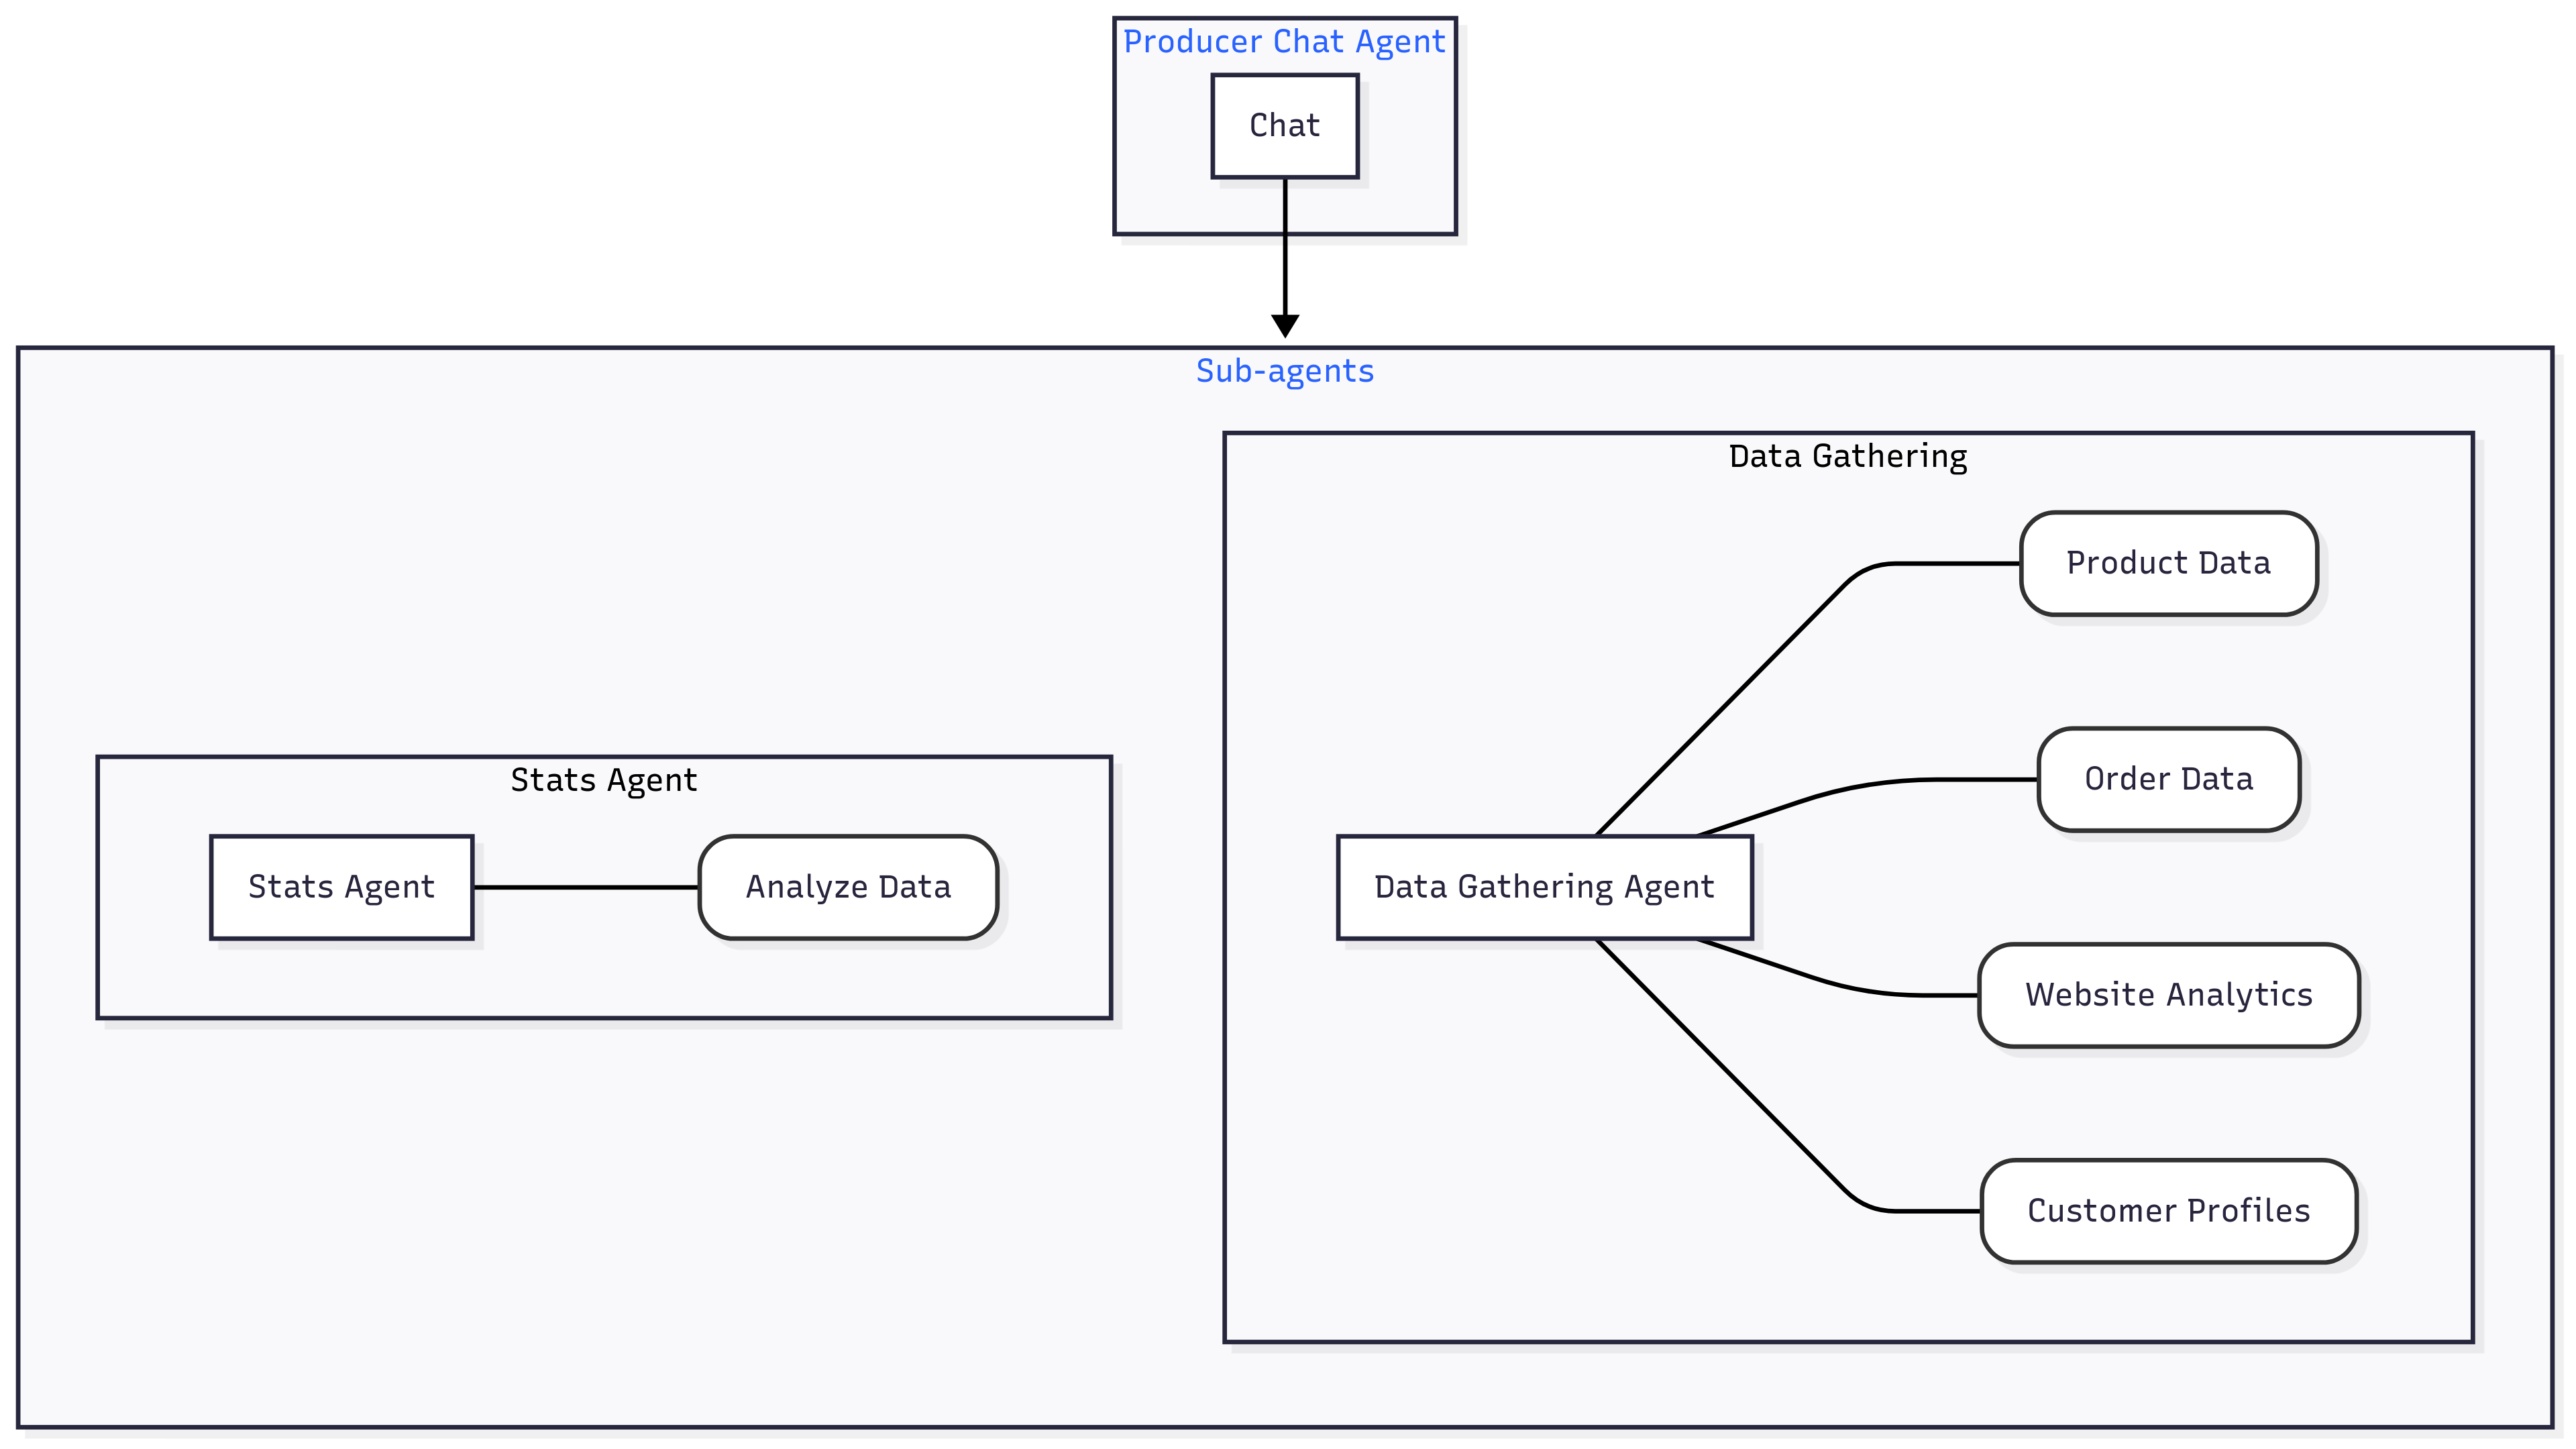 Producer Chat Agent
Chat
Sub-agents
Data Gathering
Product Data
Order Data
Stats Agent
Stats Agent
Analyze Data
Data Gathering Agent
Website Analytics
Customer Profiles